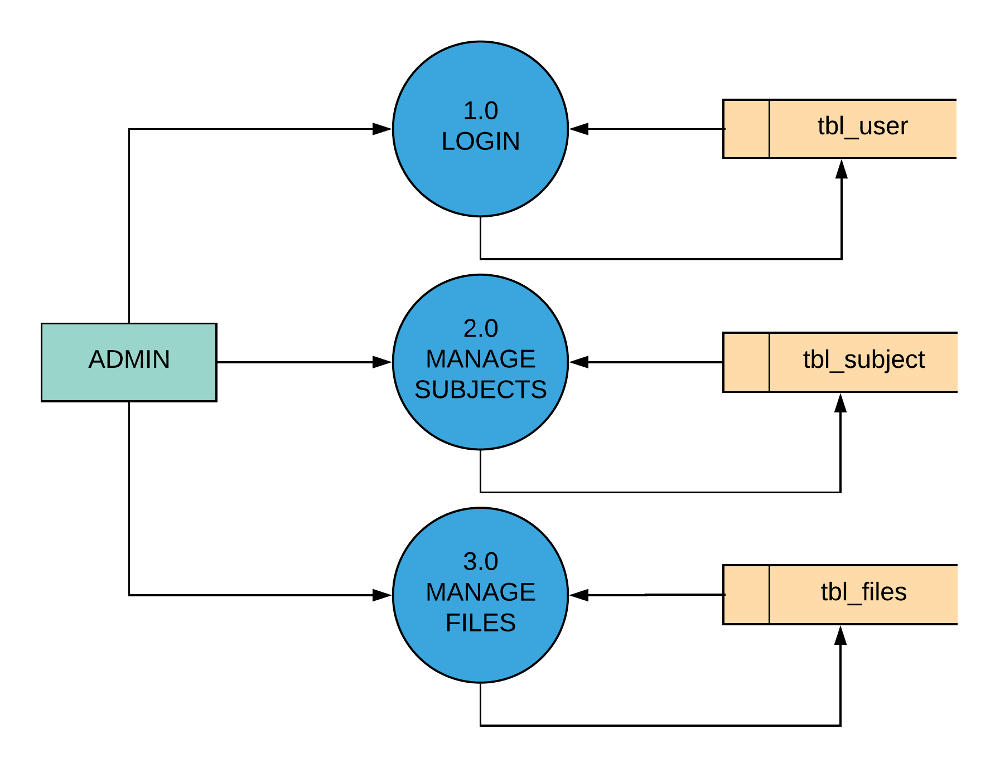 1.0
LOGIN
tbl_user
ADMIN
2.0
MANAGE
SUBJECTS
tbl_subject
3.0
MANAGE
FILES
tbl_files